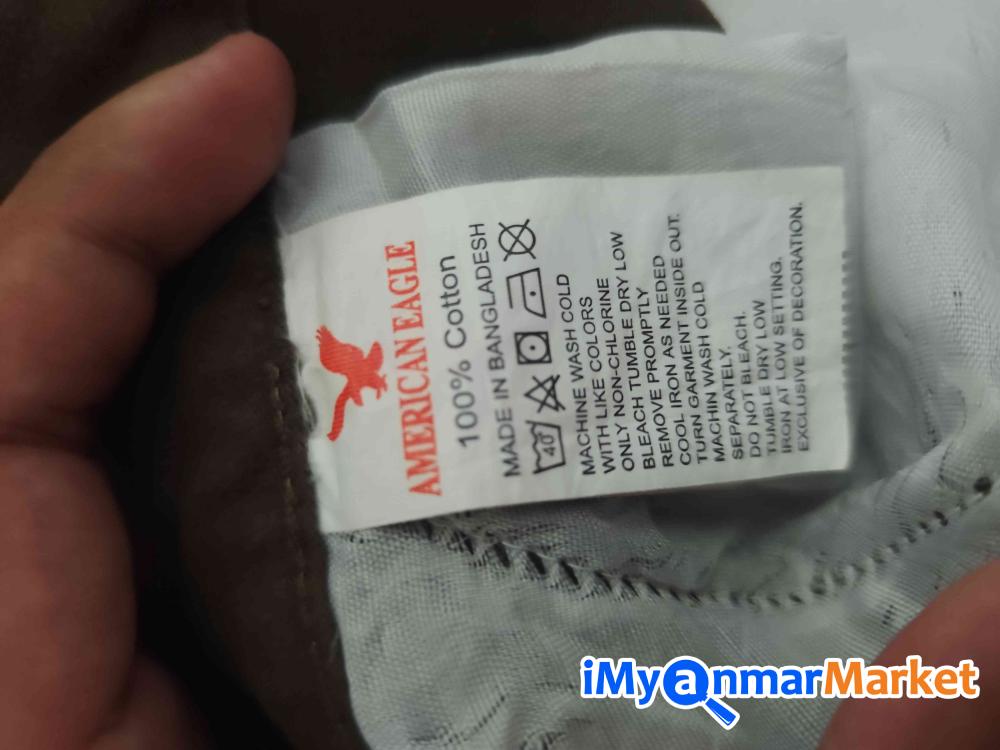 AMERICAN EAGLE
100% Cotton
MADE IN BANGLADESH
40
MACHINE WASH COLD
WITH LIKE COLORS
ONLY NON-CHLORINE
BLEACH TUMBLE DRY LOW
REMOVE PROMPTLY
COOL IRON AS NEEDED
TURN GARMENT INSIDE OUT.
MACHIN WASH COLD
SEPARATELY.
DO NOT BLEACH.
TUMBLE DRY LOW
IRON AT LOW SETTING.
EXCLUSIVE OF DECORATION.
iMyanmarMarket